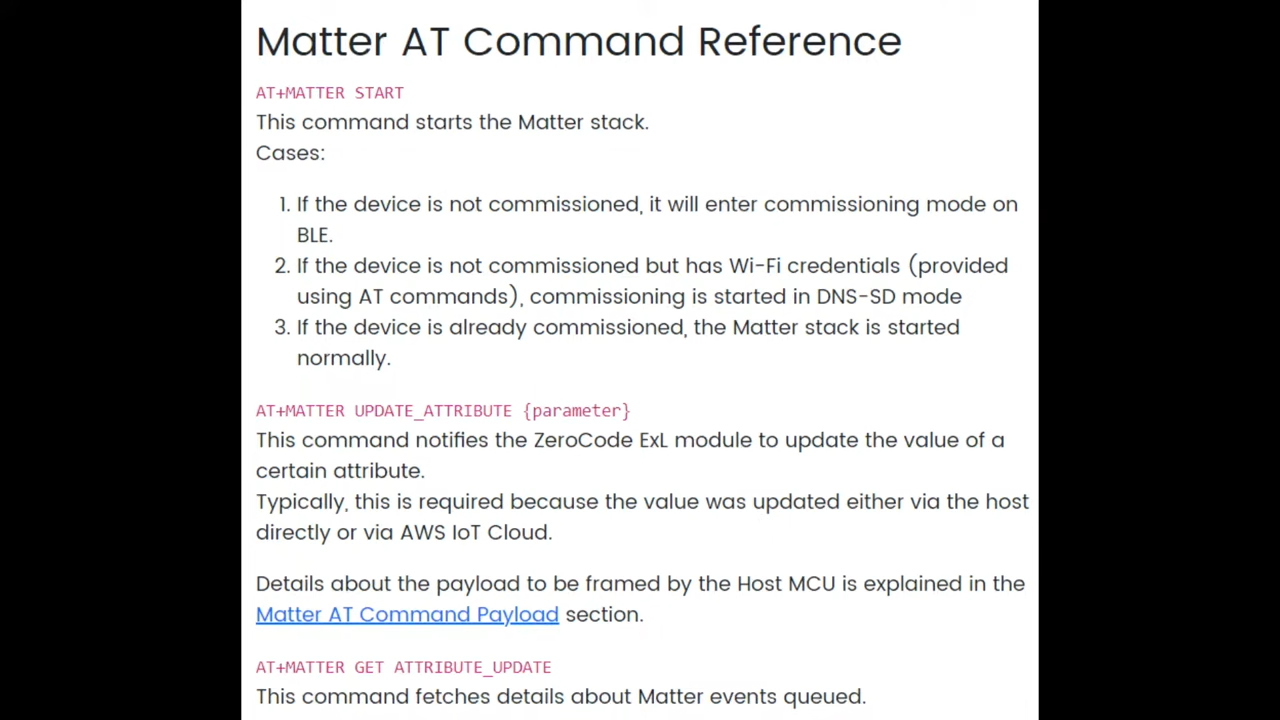 Matter AT Command Reference
AT+MATTER START
This command starts the Matter stack.
Cases:
1. If the device is not commissioned, it will enter commissioning mode on
BLE.
2. If the device is not commissioned but has Wi-Fi credentials (provided
using AT commands), commissioning is started in DNS-SD mode
3. If the device is already commissioned, the Matter stack is started
normally.
AT+MATTER UPDATE_ATTRIBUTE {parameter}
This command notifies the ZeroCode ExL module to update the value of a
certain attribute.
Typically, this is required because the value was updated either via the host
directly or via AWS IoT Cloud.
Details about the payload to be framed by the Host MCU is explained in the
Matter AT Command Payload section.
AT+MATTER GET ATTRIBUTE_UPDATE
This command fetches details about Matter events queued.